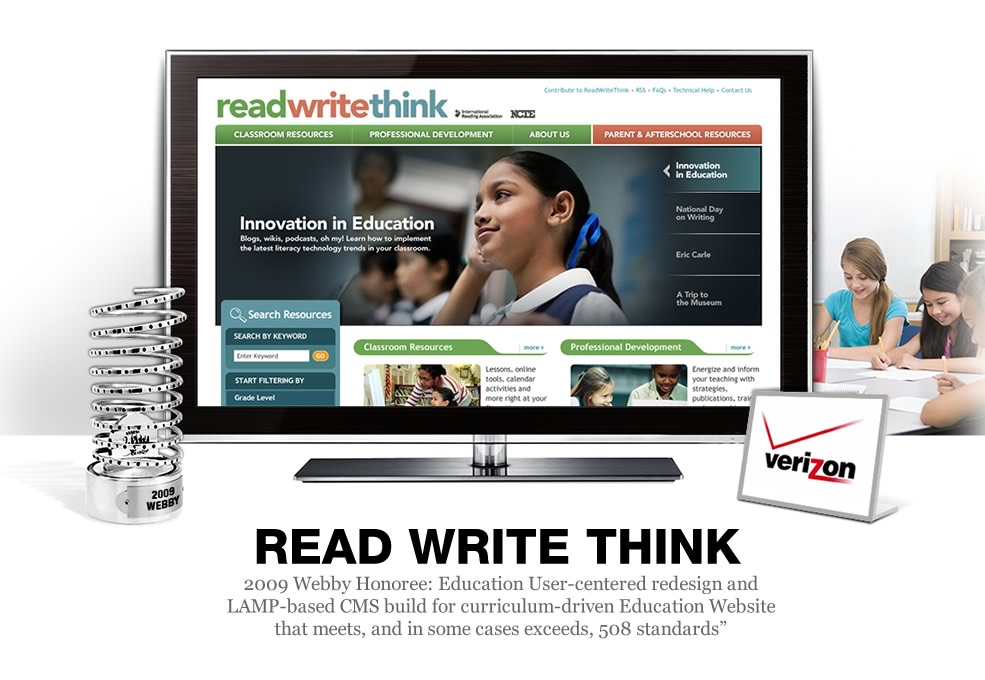 Contribute to ReadWriteThink • RSS • FAQs • Technical Help • Contact Us
readwritethink
International
Reading Association
NCTE
CLASSROOM RESOURCES
PROFESSIONAL DEVELOPMENT
ABOUT US
PARENT & AFTERSCHOOL RESOURCES
Innovation in Education
Blogs, wikis, podcasts, oh my! Learn how to implement
the latest literacy technology trends in your classroom.
Innovation
in Education
National Day
on Writing
Eric Carle
A Trip to
the Museum
Search Resources
SEARCH BY KEYWORD
Enter Keyword
GO
START FILTERING BY
Grade Level
Classroom Resources
more ›
Lessons, online
tools, calendar
activities and
more right at your
Professional Development
more ›
Energize and inform
your teaching with
strategies,
publications,
2009
WEBBY
verizon
READ WRITE THINK
2009 Webby Honoree: Education User-centered redesign and
LAMP-based CMS build for curriculum-driven Education Website
that meets, and in some cases exceeds, 508 standards”